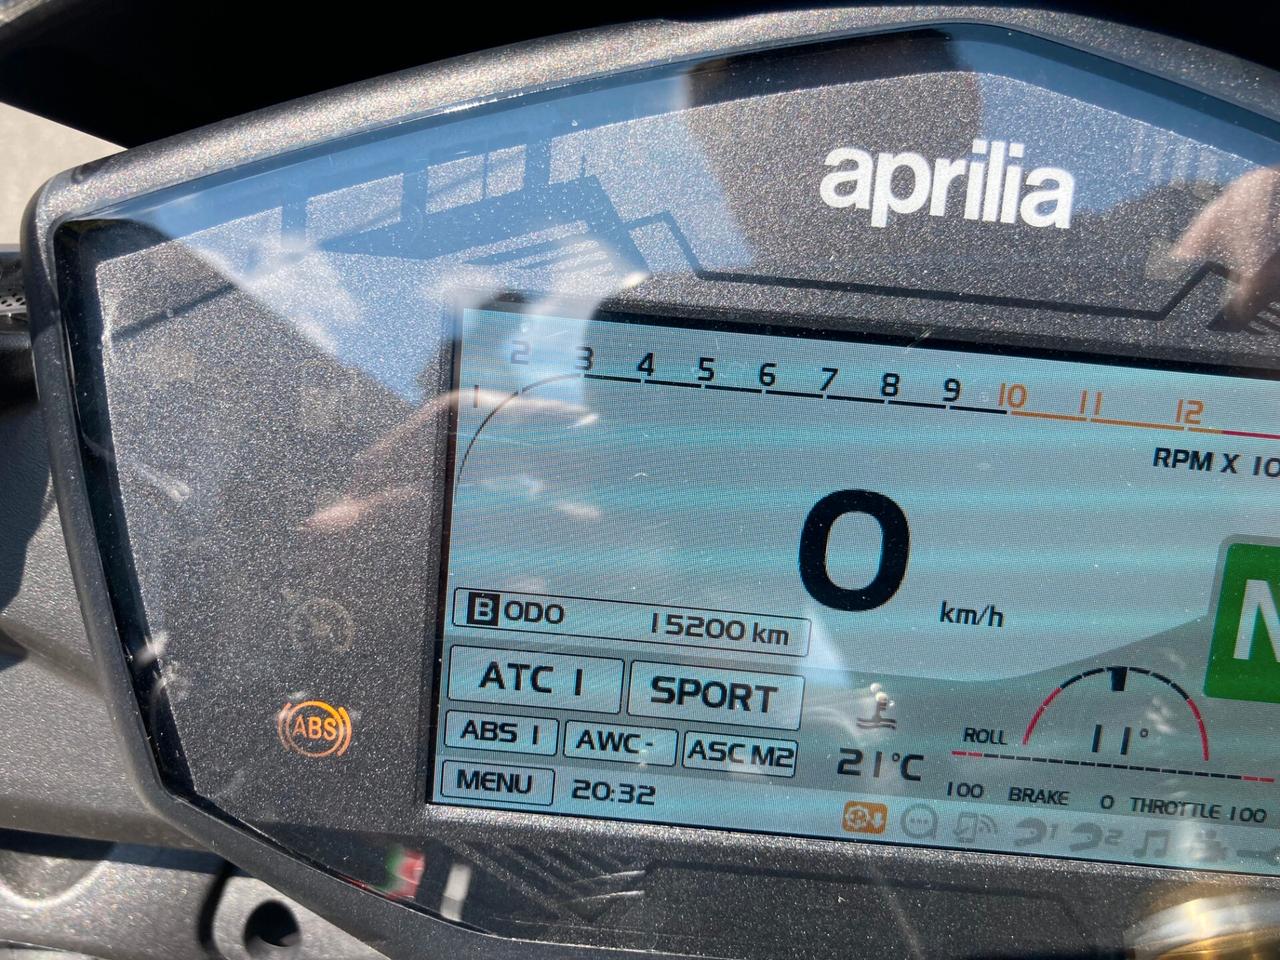 aprilia
1 2 3 4 5 6 7 8 9 10 11 12
RPM X 10
0 km/h
N
B ODO 15200 km
ATC 1 SPORT
ABS 1 AWC- ASC M2
MENU 20:32
21°C
ROLL 11°
100 BRAKE 0 THROTTLE 100
ABS
1 2